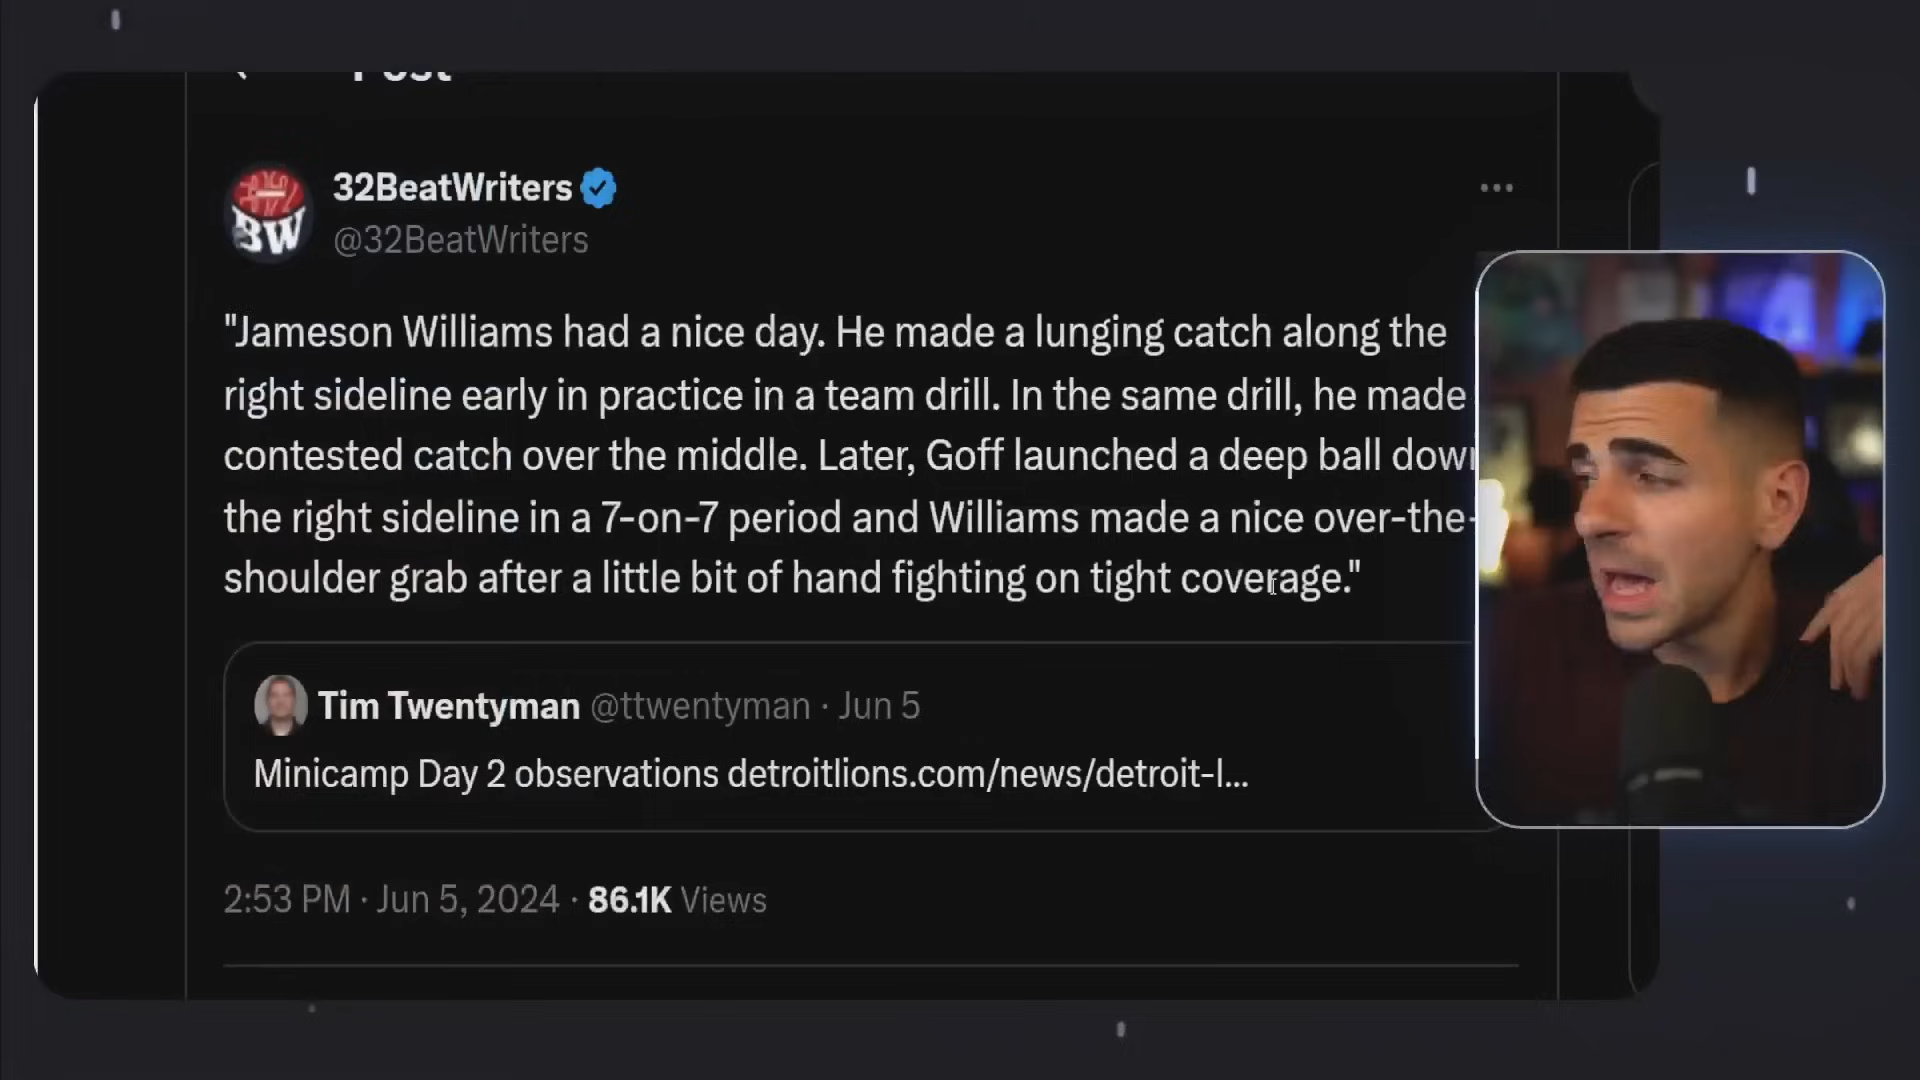 Post
32BeatWriters
@32BeatWriters
"Jameson Williams had a nice day. He made a lunging catch along the
right sideline early in practice in a team drill. In the same drill, he made
contested catch over the middle. Later, Goff launched a deep ball down
the right sideline in a 7-on-7 period and Williams made a nice over-the-
shoulder grab after a little bit of hand fighting on tight coverage."
Tim Twentyman @ttwentyman · Jun 5
Minicamp Day 2 observations detroitlions.com/news/detroit-l...
2:53 PM · Jun 5, 2024 · 86.1K Views